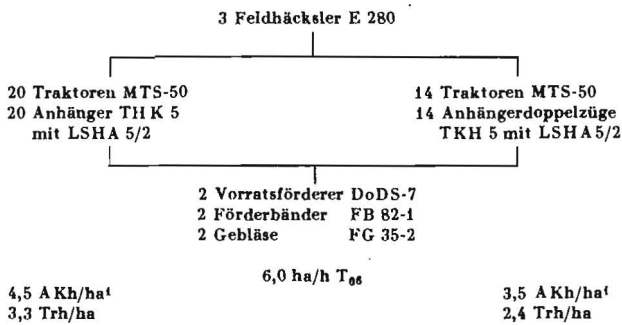 3 Feldhäcksler E 280
20 Traktoren MTS-50
20 Anhänger THK 5
mit LSHA 5/2
14 Traktoren MTS-50
14 Anhängerdoppelzüge
TKH 5 mit LSHA 5/2
2 Vorratsförderer DoDS-7
2 Förderbänder FB 82-1
2 Gebläse FG 35-2
6,0 ha/h T₀₆
4,5 AKh/ha¹
3,3 Trh/ha
3,5 AKh/ha¹
2,4 Trh/ha